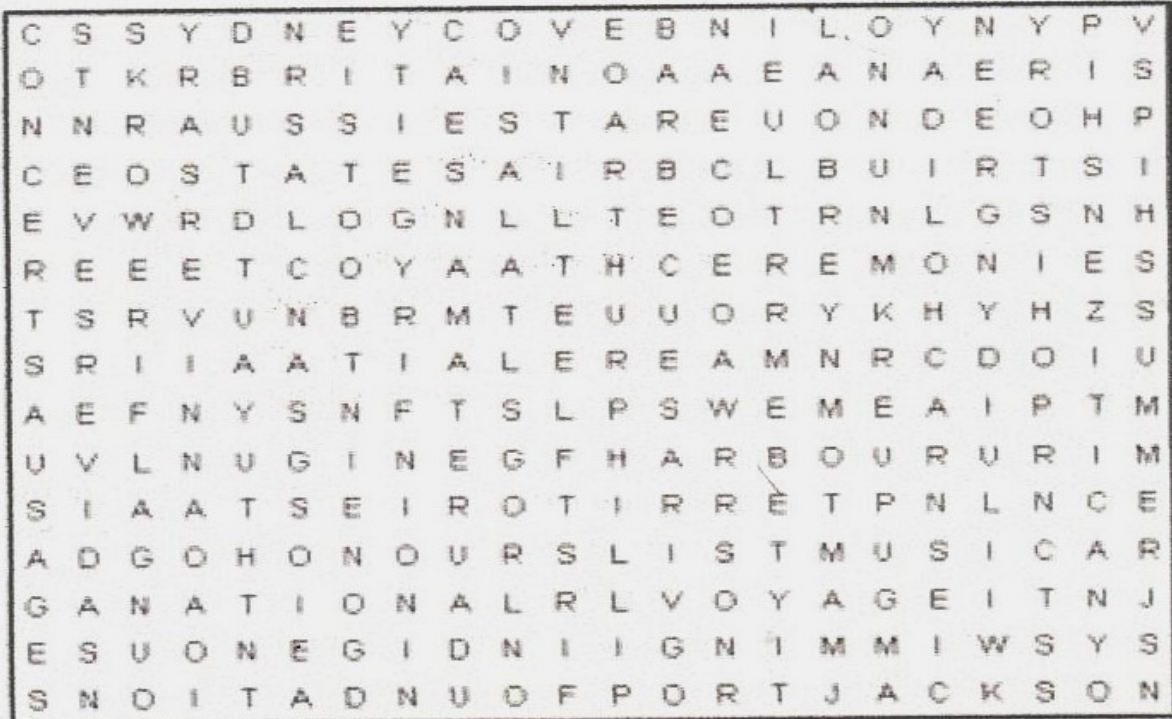 C S S Y D N E Y C O V E B N I L O Y N Y P V
O T K R B R I T A I N O A A E A N A E R I S
N N R A U S S I E S T A R E U O N D E O H P
C E O S T A T E S A I R B C L B U I R T S I
E V W R D L O G N L L T E O T R N L G S N H
R E E E T C O Y A A T H C E R E M O N I E S
T S R V U N B R M T E U U O R Y K H Y H Z S
S R I I A A T I A L E R E A M N R C D O I U
A E F N Y S N F T S L P S W E M E A I P T M
U V L N U G I N E G F H A R B O U R U R I M
S I A A T S E I R O T I R R E T P N L N C E
A D G O H O N O U R S L I S T M U S I C A R
G A N A T I O N A L R L V O Y A G E I T N J
E S U O N E G I D N I I G N I M M I W S Y S
S N O I T A D N U O F P O R T J A C K S O N